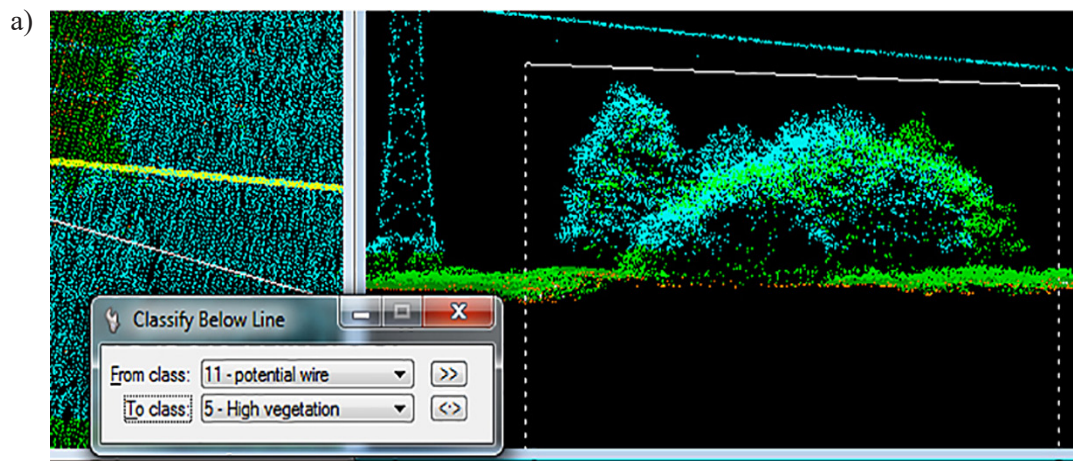 a)
Classify Below Line
From class: 11 - potential wire >>
To class: 5 - High vegetation <·>